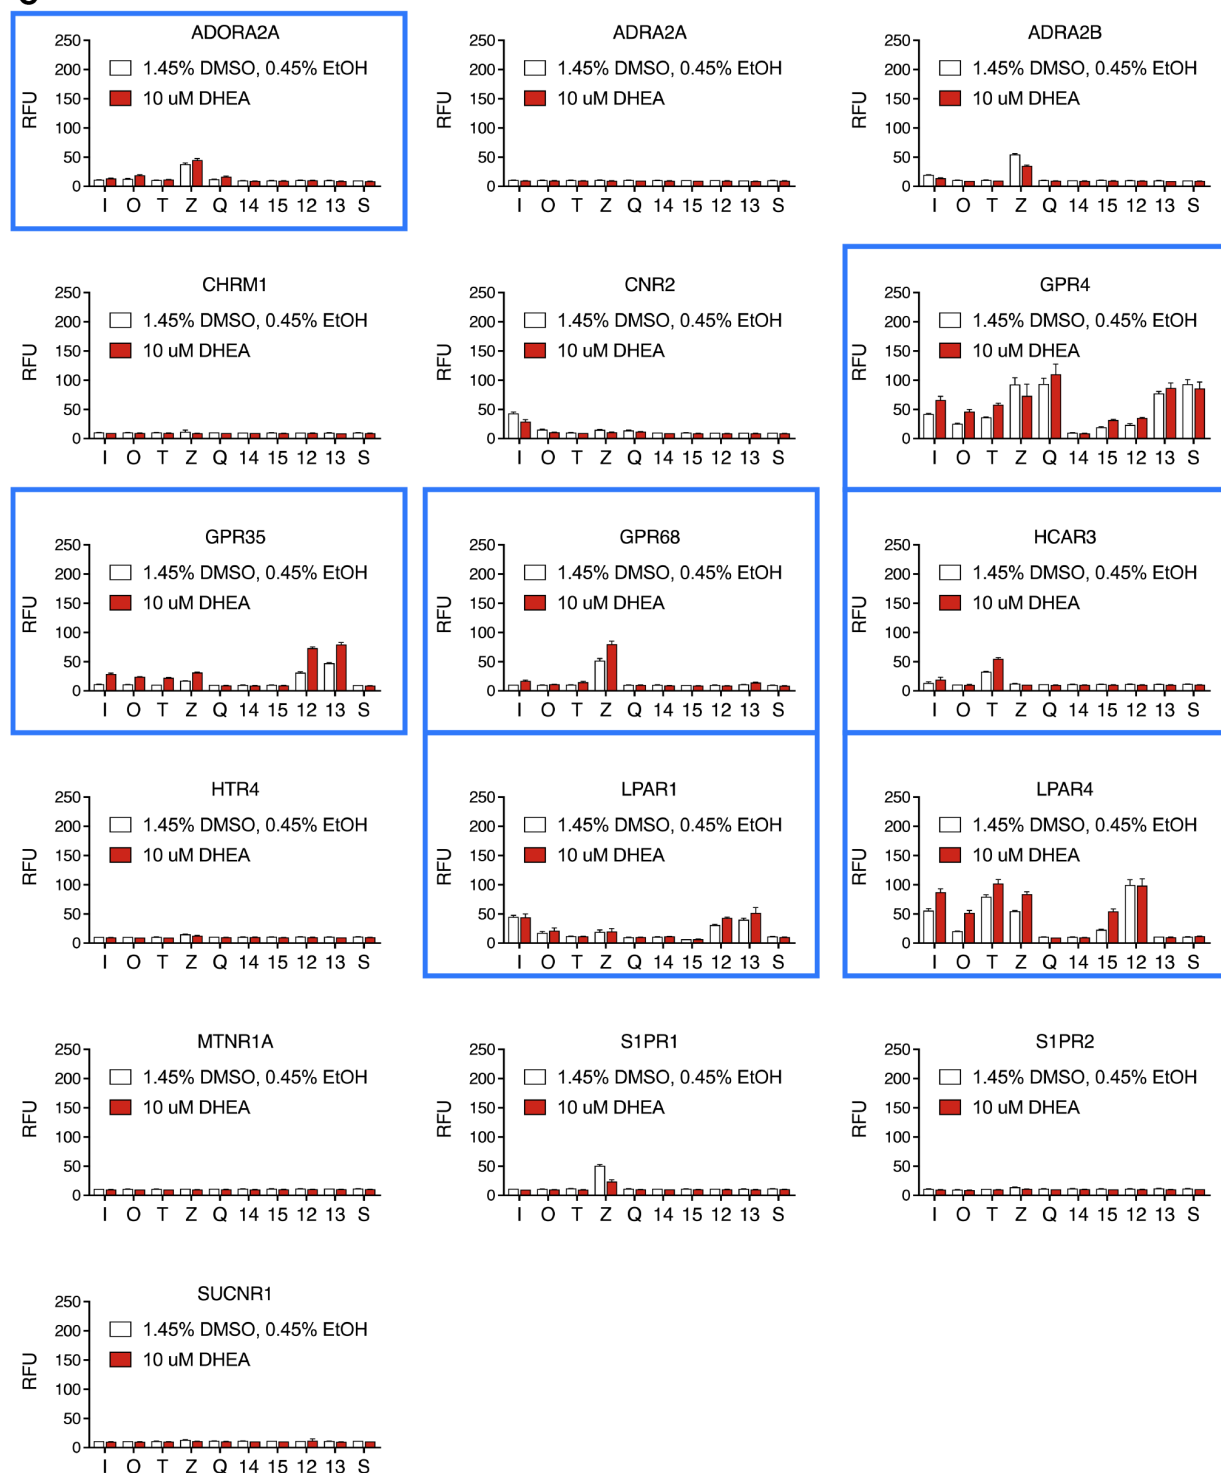 ADORA2A
250
200
150
100
50
0
RFU
1.45% DMSO, 0.45% EtOH
10 uM DHEA
I O T Z Q 14 15 12 13 S
ADRA2A
250
200
150
100
50
0
RFU
1.45% DMSO, 0.45% EtOH
10 uM DHEA
I O T Z Q 14 15 12 13 S
ADRA2B
250
200
150
100
50
0
RFU
1.45% DMSO, 0.45% EtOH
10 uM DHEA
I O T Z Q 14 15 12 13 S
CHRM1
250
200
150
100
50
0
RFU
1.45% DMSO, 0.45% EtOH
10 uM DHEA
I O T Z Q 14 15 12 13 S
CNR2
250
200
150
100
50
0
RFU
1.45% DMSO, 0.45% EtOH
10 uM DHEA
I O T Z Q 14 15 12 13 S
GPR4
250
200
150
100
50
0
RFU
1.45% DMSO, 0.45% EtOH
10 uM DHEA
I O T Z Q 14 15 12 13 S
GPR35
250
200
150
100
50
0
RFU
1.45% DMSO, 0.45% EtOH
10 uM DHEA
I O T Z Q 14 15 12 13 S
GPR68
250
200
150
100
50
0
RFU
1.45% DMSO, 0.45% EtOH
10 uM DHEA
I O T Z Q 14 15 12 13 S
HCAR3
250
200
150
100
50
0
RFU
1.45% DMSO, 0.45% EtOH
10 uM DHEA
I O T Z Q 14 15 12 13 S
HTR4
250
200
150
100
50
0
RFU
1.45% DMSO, 0.45% EtOH
10 uM DHEA
I O T Z Q 14 15 12 13 S
LPAR1
250
200
150
100
50
0
RFU
1.45% DMSO, 0.45% EtOH
10 uM DHEA
I O T Z Q 14 15 12 13 S
LPAR4
250
200
150
100
50
0
RFU
1.45% DMSO, 0.45% EtOH
10 uM DHEA
I O T Z Q 14 15 12 13 S
MTNR1A
250
200
150
100
50
0
RFU
1.45% DMSO, 0.45% EtOH
10 uM DHEA
I O T Z Q 14 15 12 13 S
S1PR1
250
200
150
100
50
0
RFU
1.45% DMSO, 0.45% EtOH
10 uM DHEA
I O T Z Q 14 15 12 13 S
S1PR2
250
200
150
100
50
0
RFU
1.45% DMSO, 0.45% EtOH
10 uM DHEA
I O T Z Q 14 15 12 13 S
SUCNR1
250
200
150
100
50
0
RFU
1.45% DMSO, 0.45% EtOH
10 uM DHEA
I O T Z Q 14 15 12 13 S